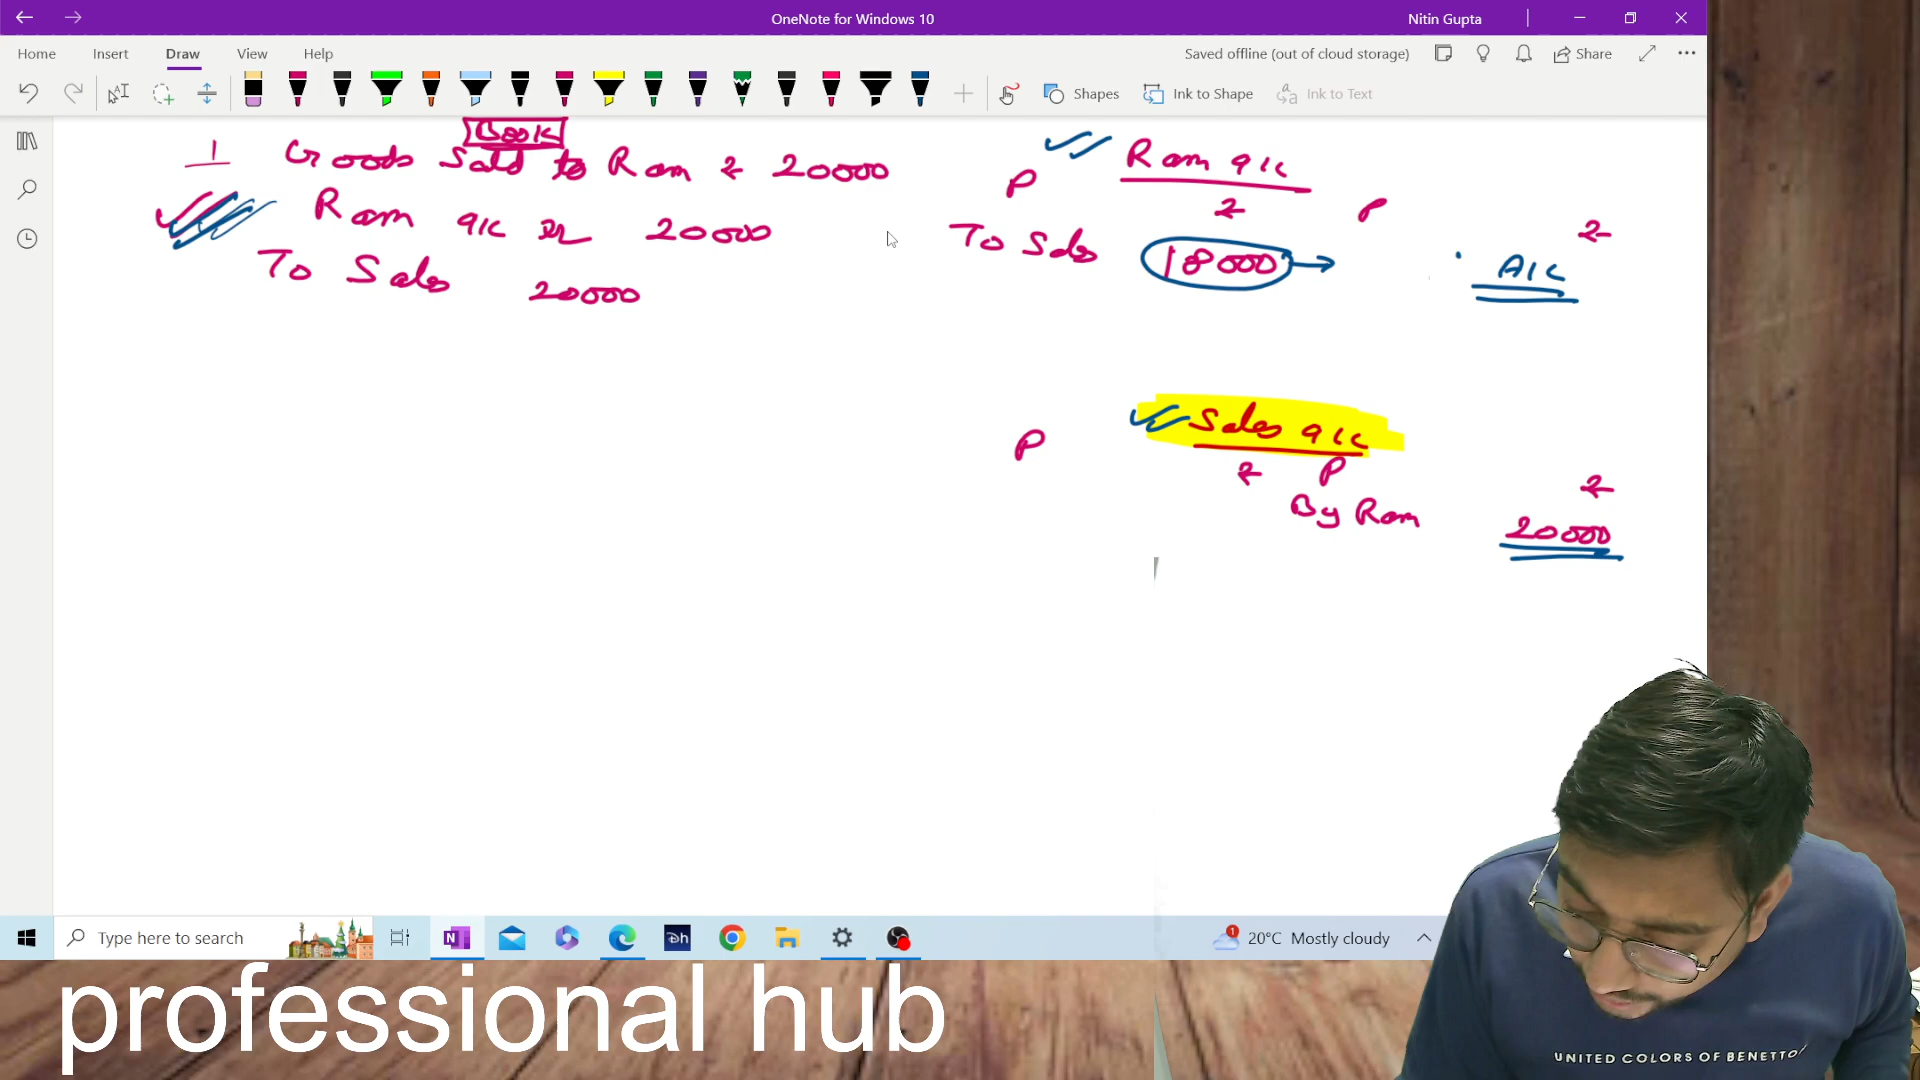 OneNote for Windows 10
Nitin Gupta
Home Insert Draw View Help
Saved offline (out of cloud storage)
Share
Shapes
Ink to Shape
Ink to Text
Book
1 Goods Sold to Ram ₹ 20000
Ram a/c Dr 20000
To Sales 20000
Ram a/c
P ₹ P ₹
To Sales 18000
A/C
Sales a/c
P ₹ P ₹
By Ram 20000
Type here to search
Dh
1
20°C Mostly cloudy
professional hub
UNITED COLORS OF BENETTO